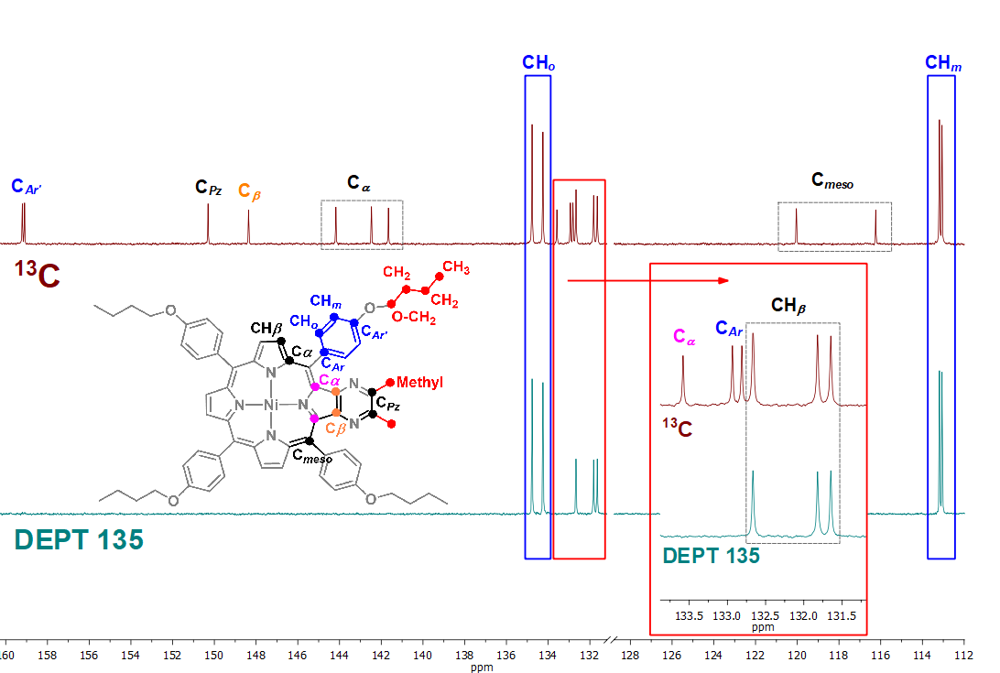 CHo
CHm
CAr'
CPz
Cβ
Cα
Cmeso
13C
CH2
CH3
CHm
O
CH2
O
CHo
O-CH2
CAr'
CHβ
Cα
CAr
N
Cα
N
Methyl
N
Ni
N
CPz
N
Cβ
N
Cmeso
O
O
CHβ
CAr
Cα
13C
DEPT 135
133.5 133.0 132.5 132.0 131.5
ppm
DEPT 135
160 158 156 154 152 150 148 146 144 142 140 138 136 134 132 128 126 124 122 120 118 116 114 112
ppm